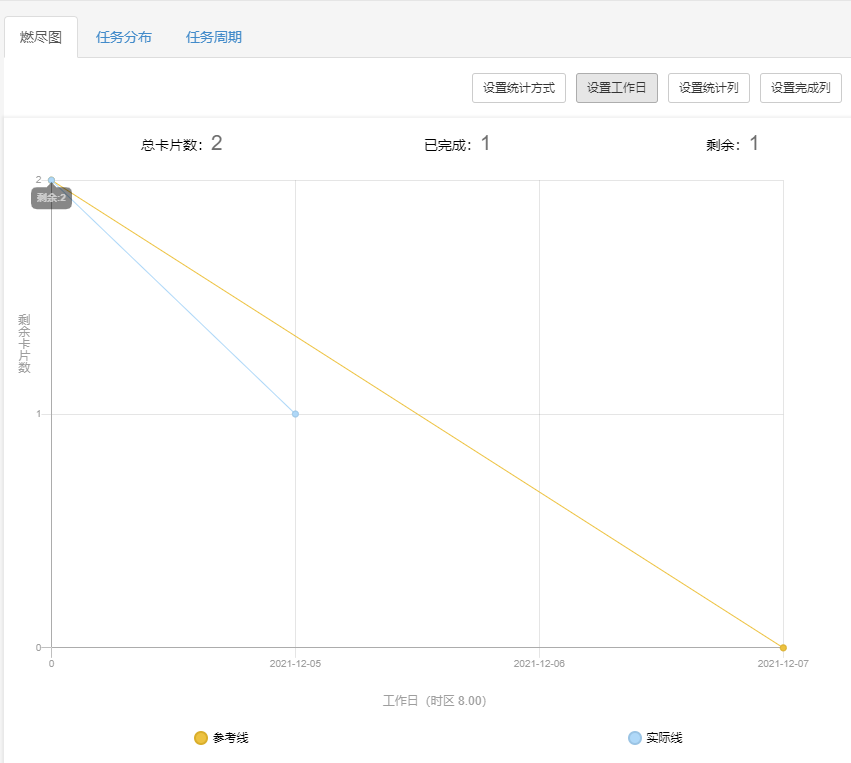 燃尽图 任务分布 任务周期
设置统计方式 设置工作日 设置统计列 设置完成列
总卡片数：2 已完成：1 剩余：1
2
剩余:2
剩余卡片数
1
0
0 2021-12-05 2021-12-06 2021-12-07
工作日（时区 8.00）
参考线 实际线